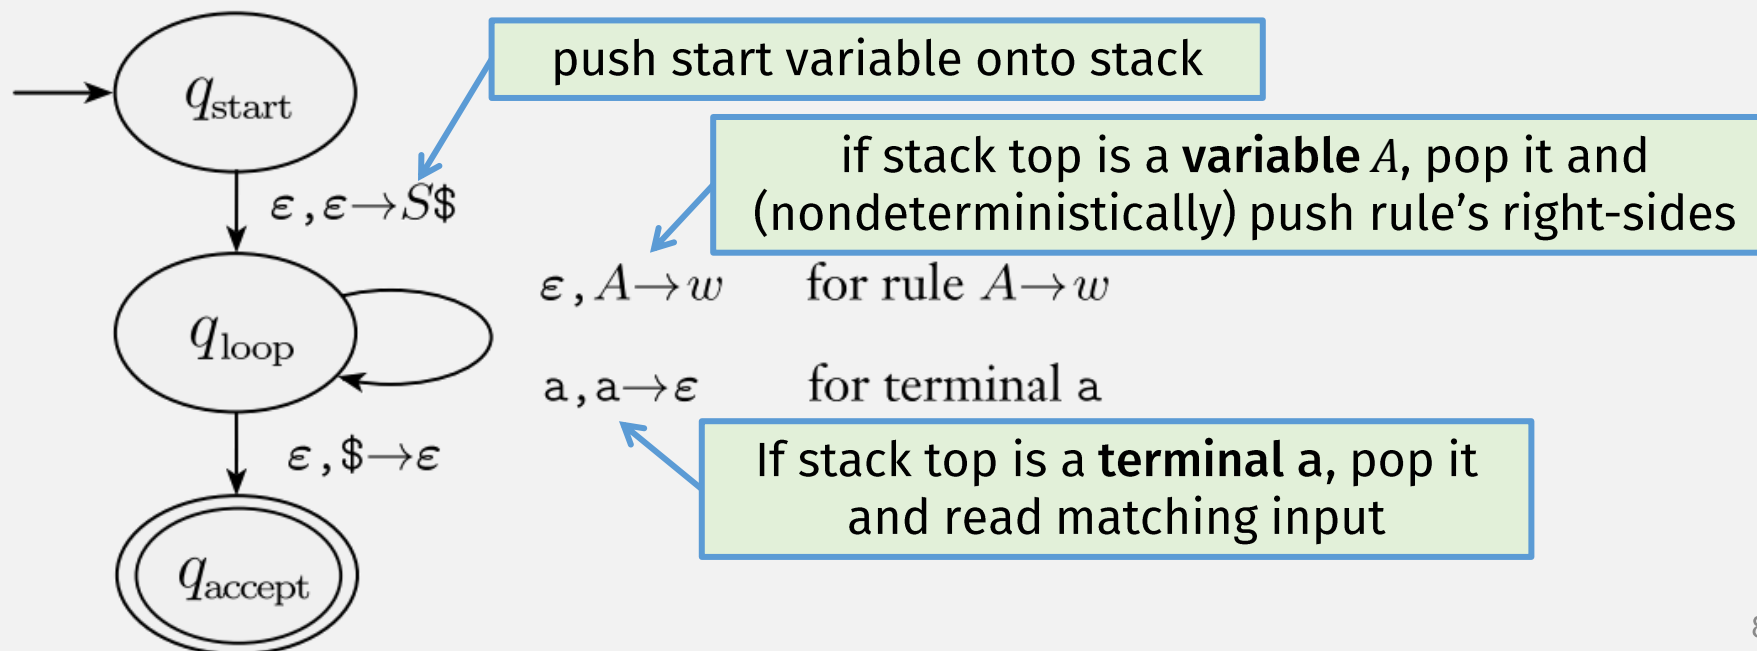 push start variable onto stack
q_start
if stack top is a variable A, pop it and
(nondeterministically) push rule’s right-sides
ε,ε→S$
ε,A→w for rule A→w
q_loop
a,a→ε for terminal a
ε,$→ε
If stack top is a terminal a, pop it
and read matching input
q_accept